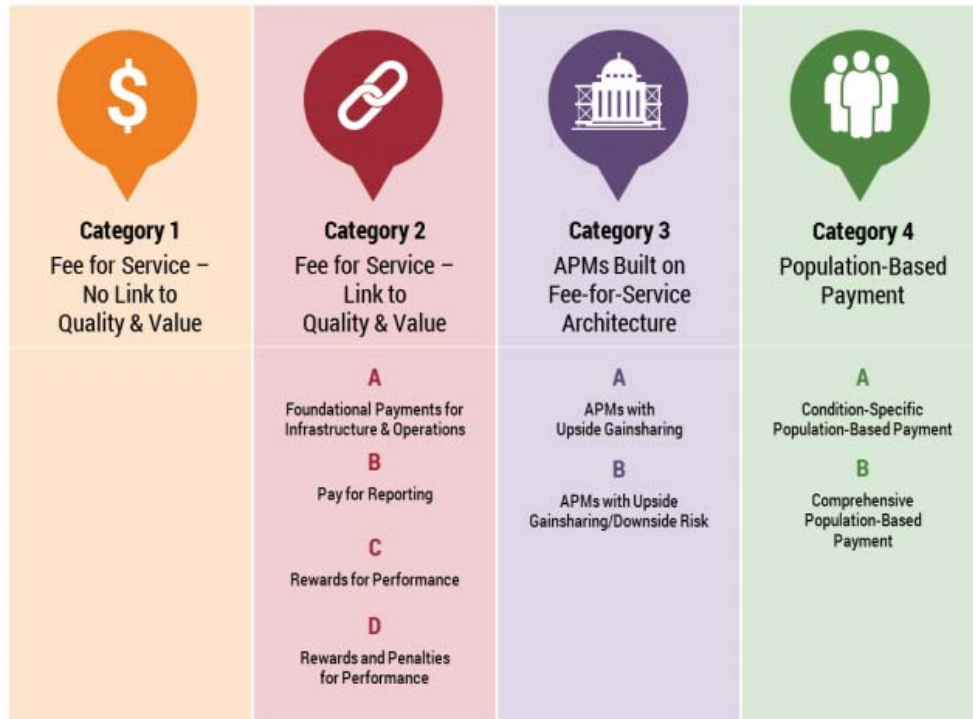 $
Category 1
Fee for Service –
No Link to
Quality & Value
Category 2
Fee for Service –
Link to
Quality & Value
A
Foundational Payments for
Infrastructure & Operations
B
Pay for Reporting
C
Rewards for Performance
D
Rewards and Penalties
for Performance
Category 3
APMs Built on
Fee-for-Service
Architecture
A
APMs with
Upside Gainsharing
B
APMs with Upside
Gainsharing/Downside Risk
Category 4
Population-Based
Payment
A
Condition-Specific
Population-Based Payment
B
Comprehensive
Population-Based
Payment